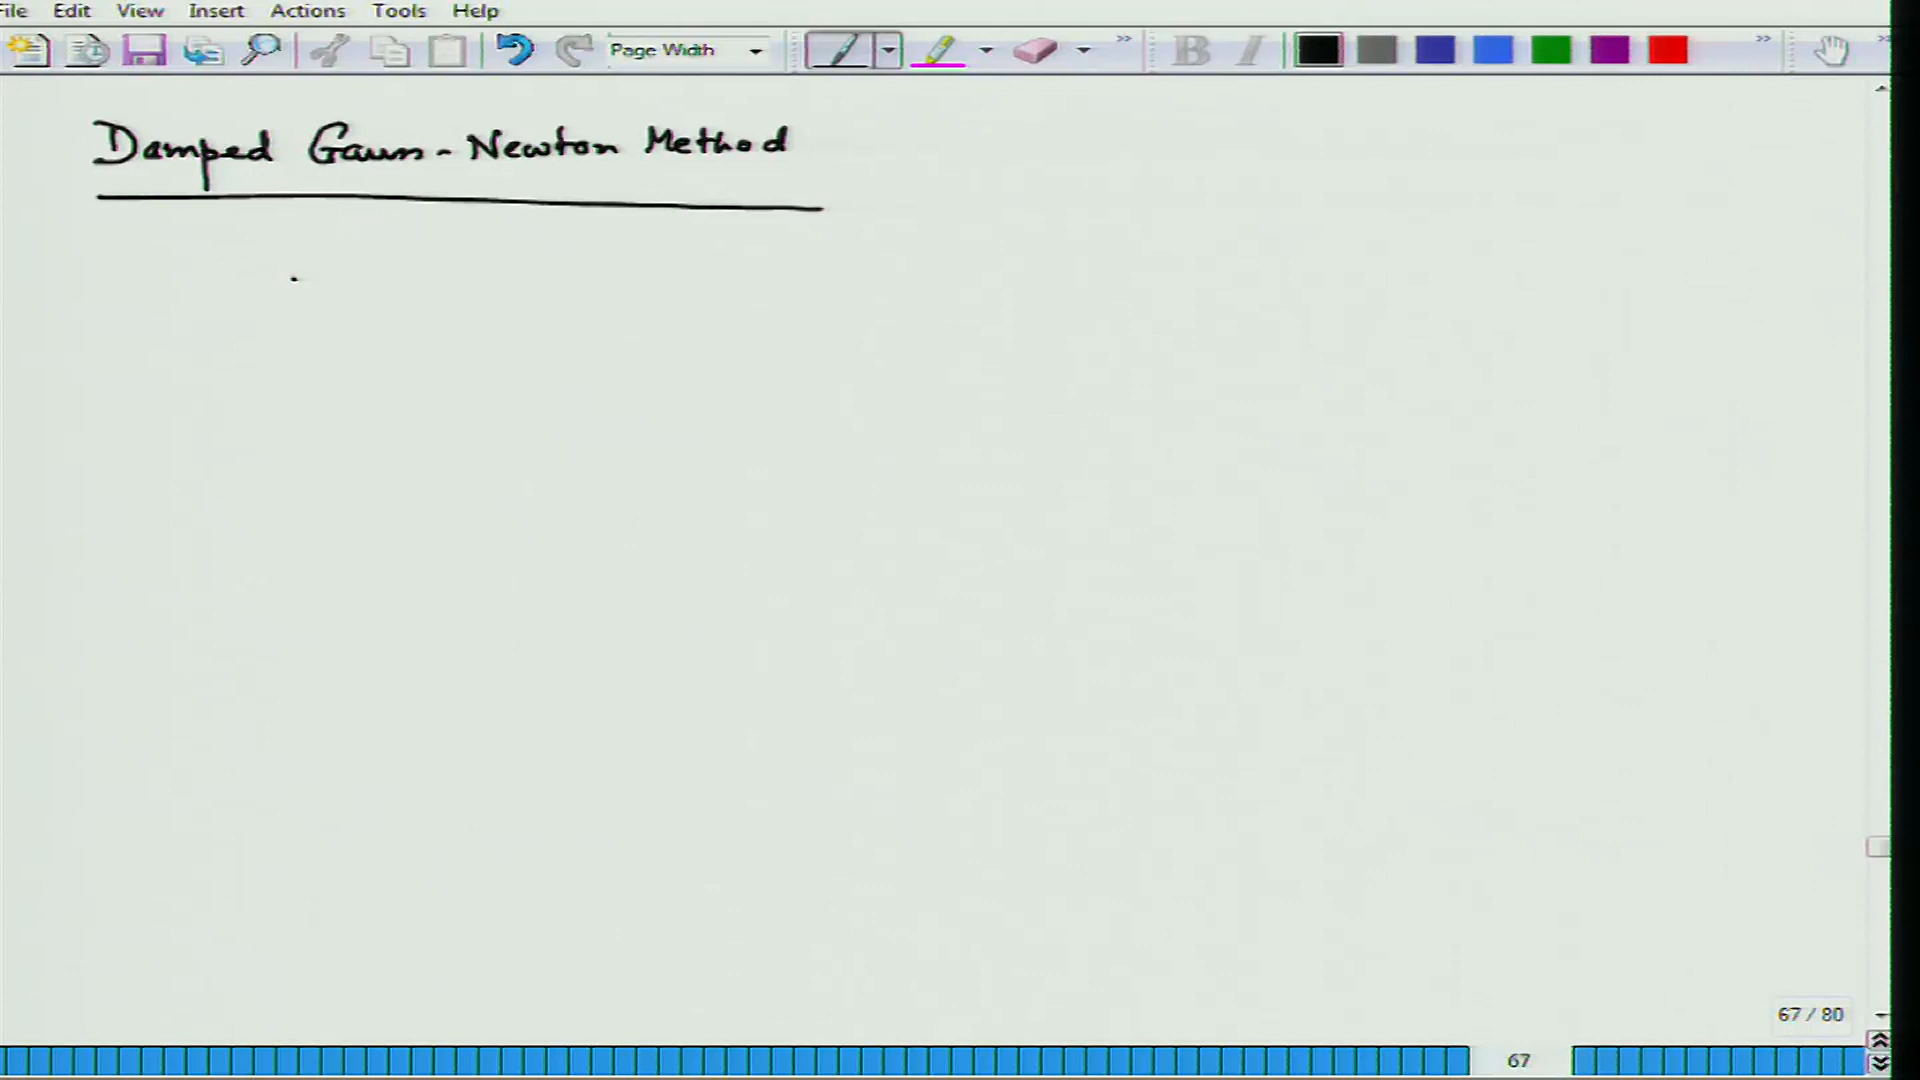 File Edit View Insert Actions Tools Help
Page Width
B I
Damped Gauss-Newton Method
67 / 80
67